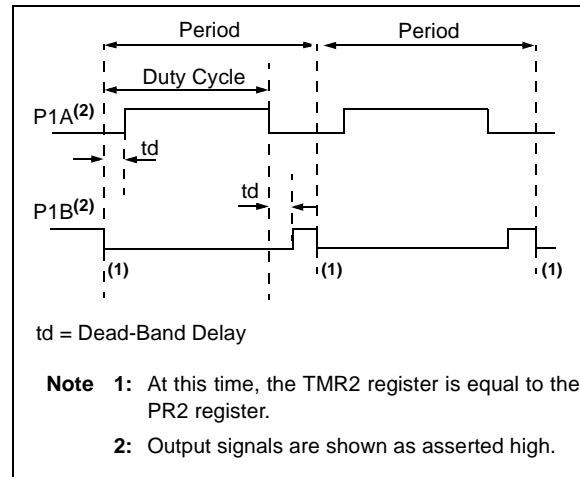 Period Period
Duty Cycle
P1A(2)
td
td
P1B(2)
(1) (1) (1)
td = Dead-Band Delay
Note 1: At this time, the TMR2 register is equal to the
PR2 register.
2: Output signals are shown as asserted high.